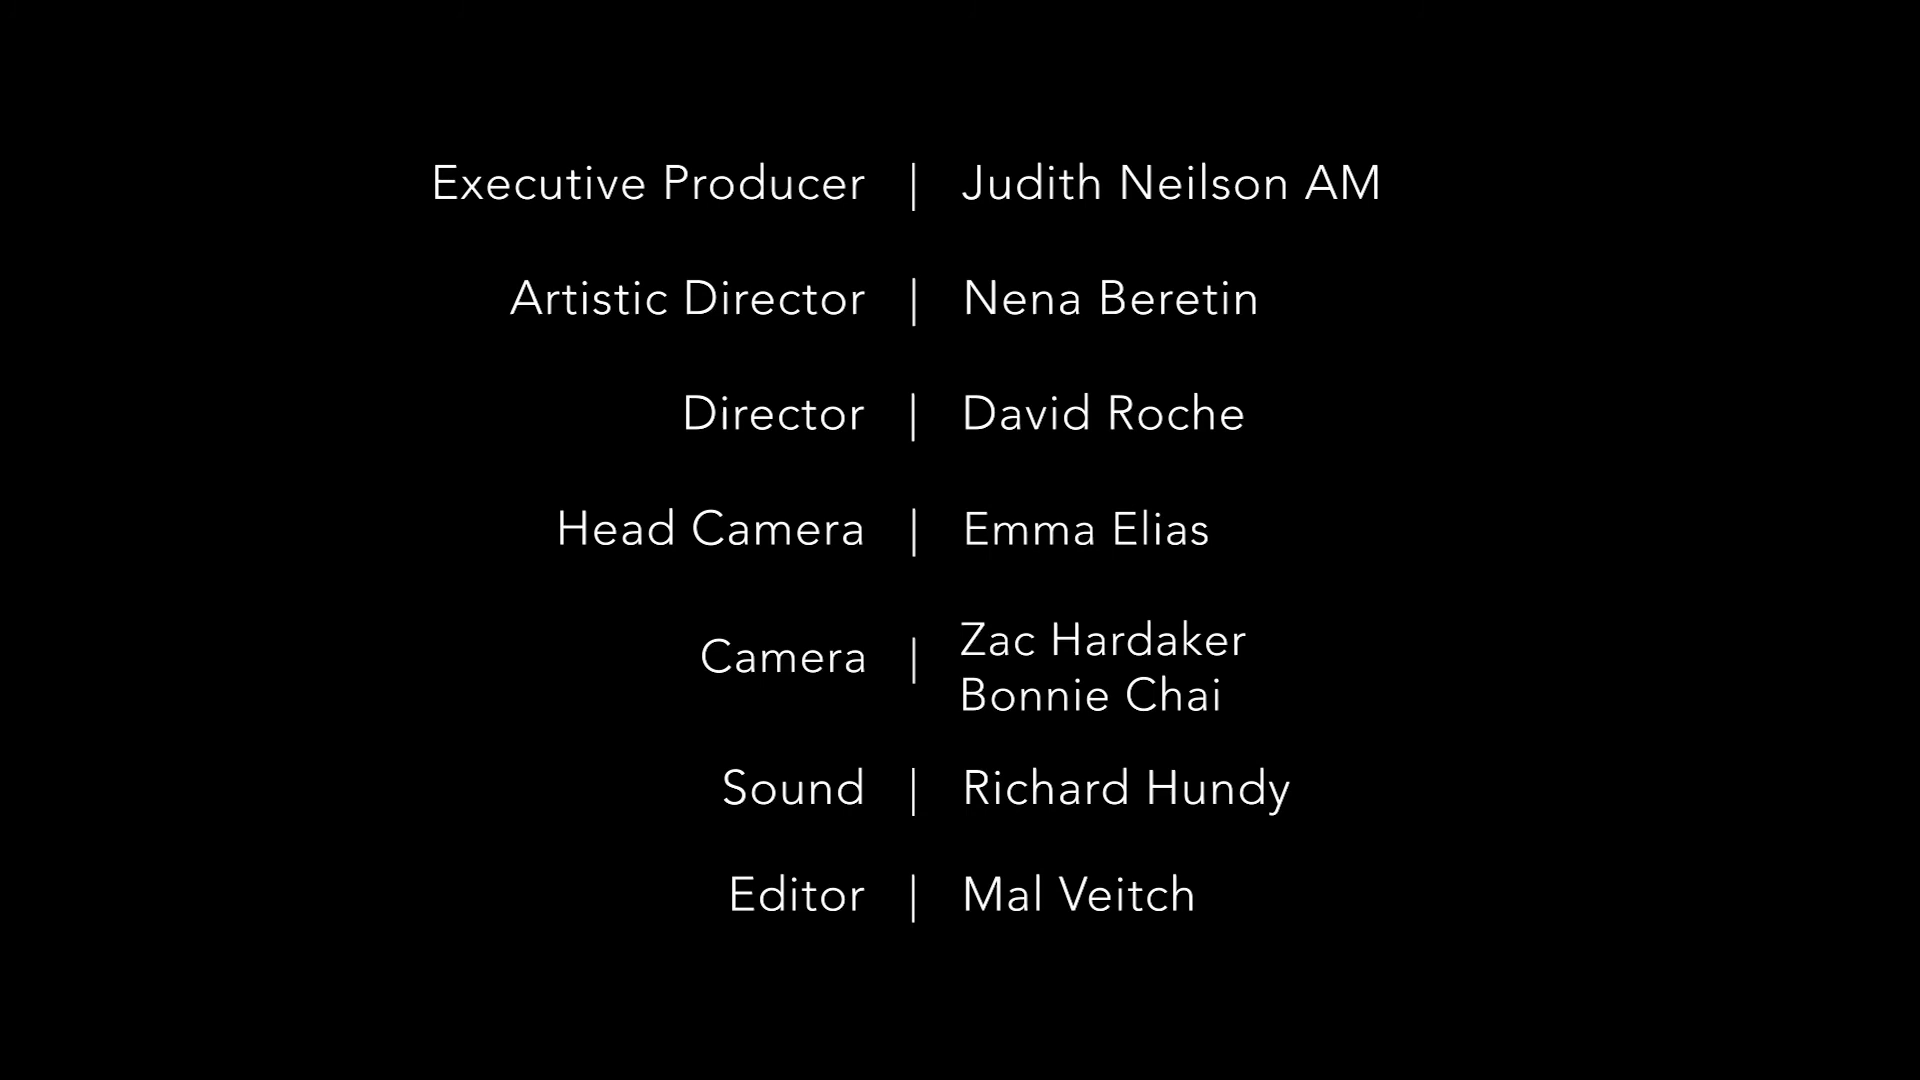 Executive Producer | Judith Neilson AM
Artistic Director | Nena Beretin
Director | David Roche
Head Camera | Emma Elias
Camera | Zac Hardaker
Bonnie Chai
Sound | Richard Hundy
Editor | Mal Veitch